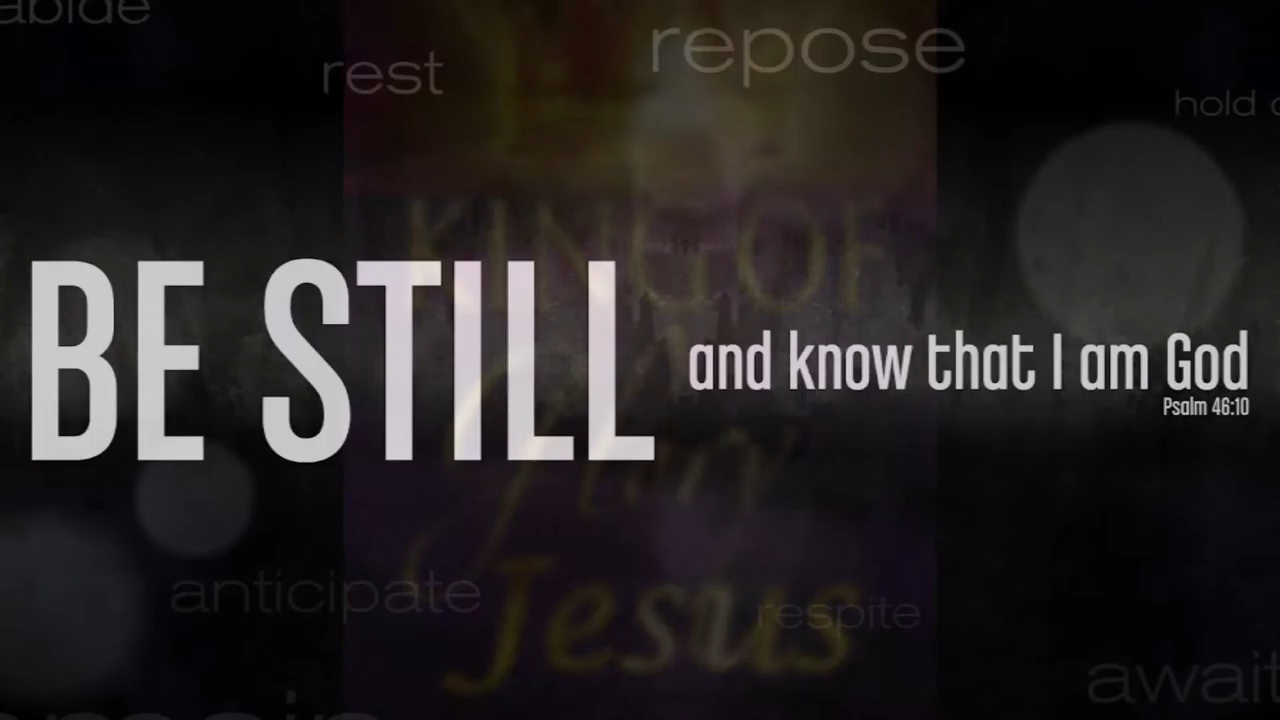 abide
repose
rest
hold
KING OF
BE STILL
and know that I am God
Psalm 46:10
Glory
anticipate
Jesus
respite
await